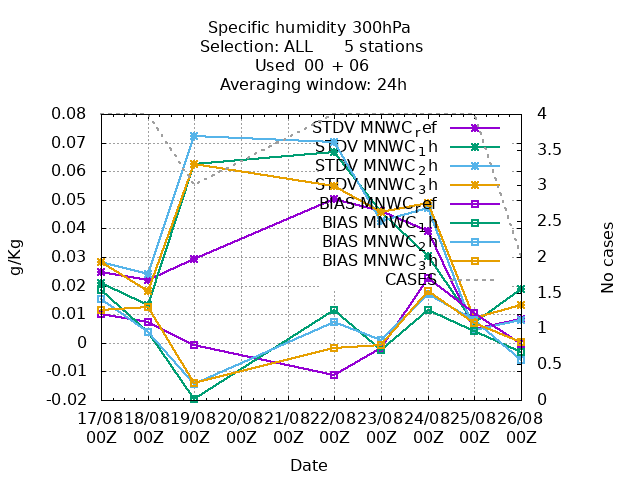 Specific humidity 300hPa
Selection: ALL      5 stations
Used  00 + 06
Averaging window: 24h
0.08
0.07
0.06
0.05
0.04
0.03
0.02
0.01
0
-0.01
-0.02
g/Kg
4
3.5
3
2.5
2
1.5
1
0.5
0
No cases
STDV MNWC_ref
STDV MNWC_1h
STDV MNWC_2h
STDV MNWC_3h
BIAS MNWC_ref
BIAS MNWC_1h
BIAS MNWC_2h
BIAS MNWC_3h
CASES
17/08 18/08 19/08 20/08 21/08 22/08 23/08 24/08 25/08 26/08
00Z 00Z 00Z 00Z 00Z 00Z 00Z 00Z 00Z 00Z
Date